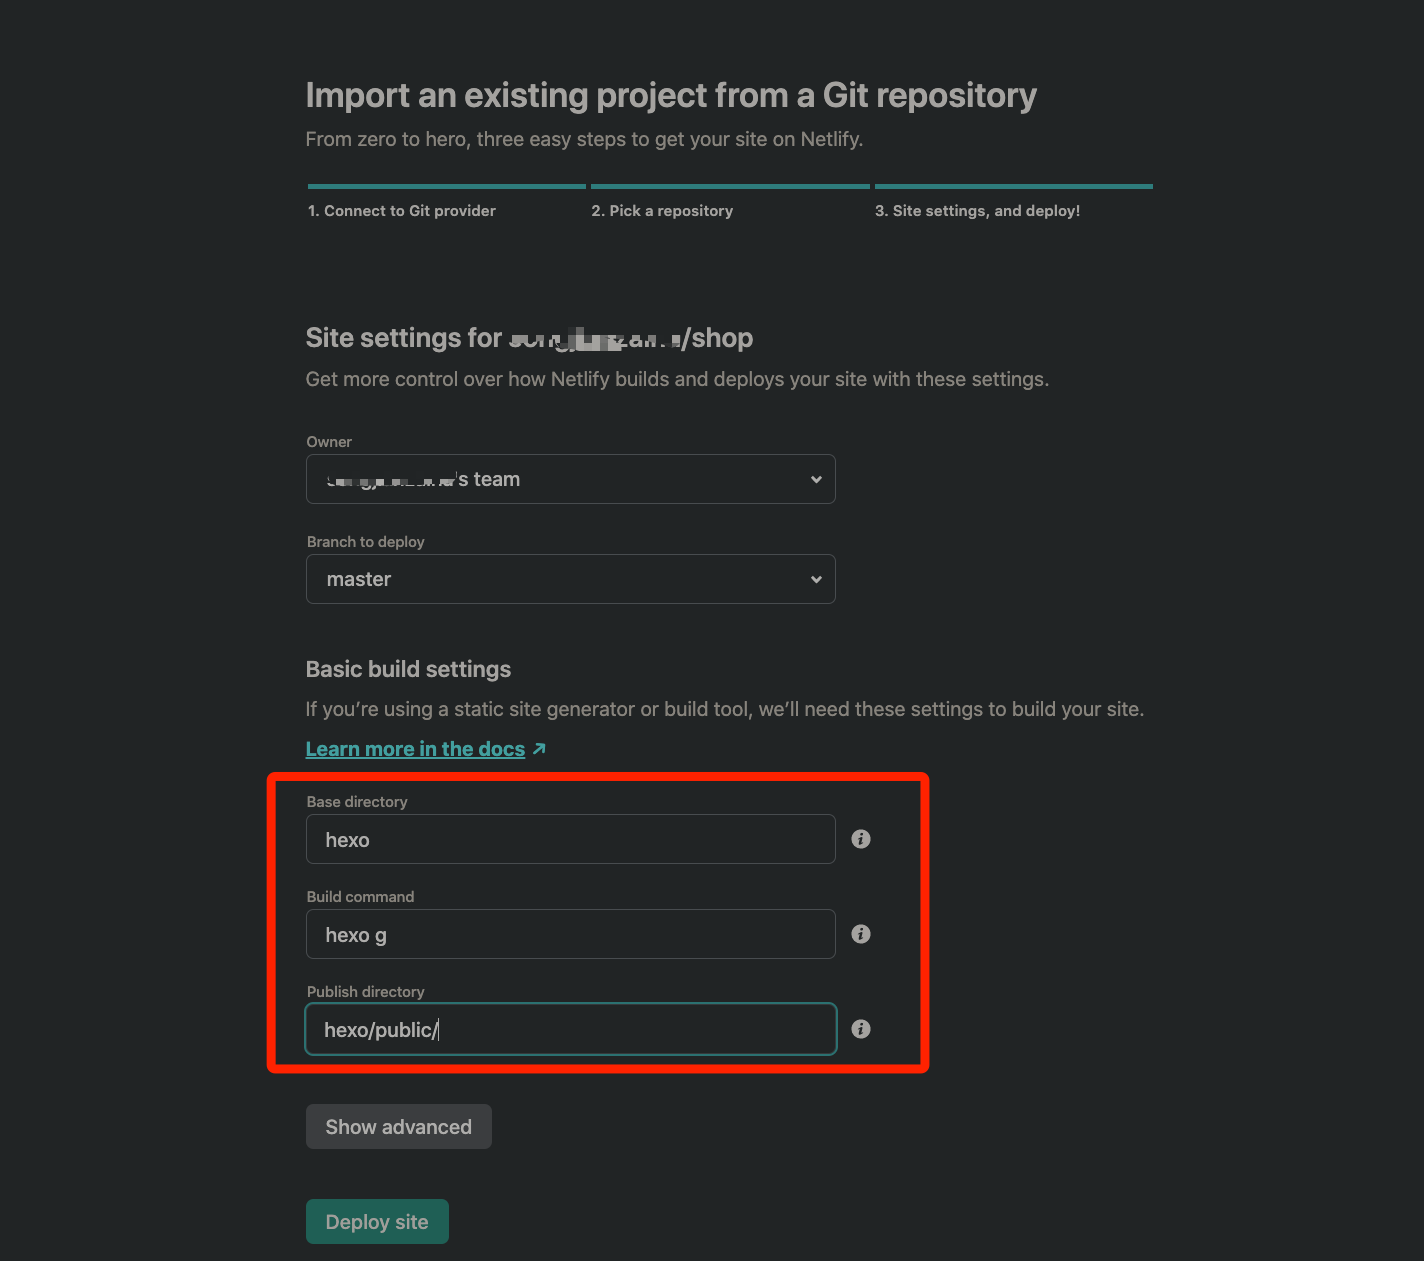 Import an existing project from a Git repository
From zero to hero, three easy steps to get your site on Netlify.
1. Connect to Git provider
2. Pick a repository
3. Site settings, and deploy!
Site settings for /shop
Get more control over how Netlify builds and deploys your site with these settings.
Owner
's team
Branch to deploy
master
Basic build settings
If you’re using a static site generator or build tool, we’ll need these settings to build your site.
Learn more in the docs ↗
Base directory
hexo
Build command
hexo g
Publish directory
hexo/public/
Show advanced
Deploy site